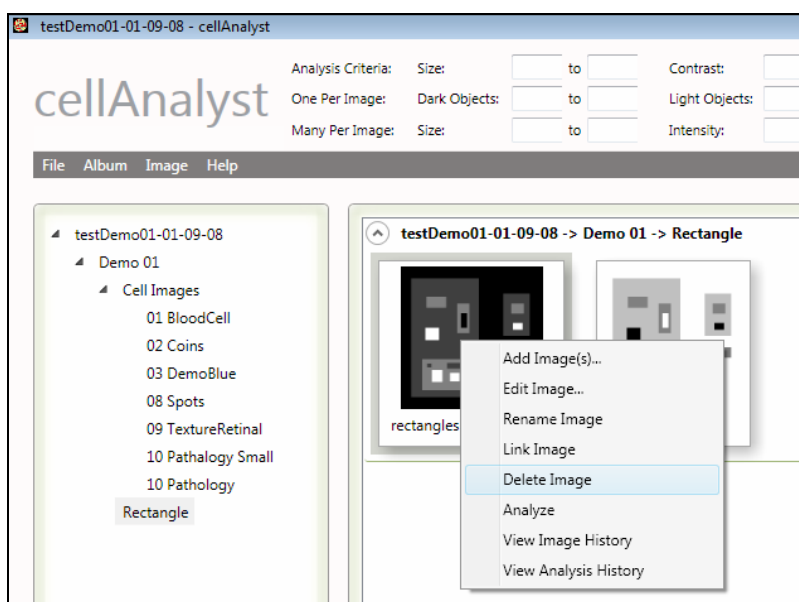 testDemo01-01-09-08 - cellAnalyst
cellAnalyst
Analysis Criteria: Size: to Contrast:
One Per Image: Dark Objects: to Light Objects:
Many Per Image: Size: to Intensity:
File Album Image Help
testDemo01-01-09-08
Demo 01
Cell Images
01 BloodCell
02 Coins
03 DemoBlue
08 Spots
09 TextureRetinal
10 Pathalogy Small
10 Pathology
Rectangle
testDemo01-01-09-08 -> Demo 01 -> Rectangle
rectangles
Add Image(s)...
Edit Image...
Rename Image
Link Image
Delete Image
Analyze
View Image History
View Analysis History